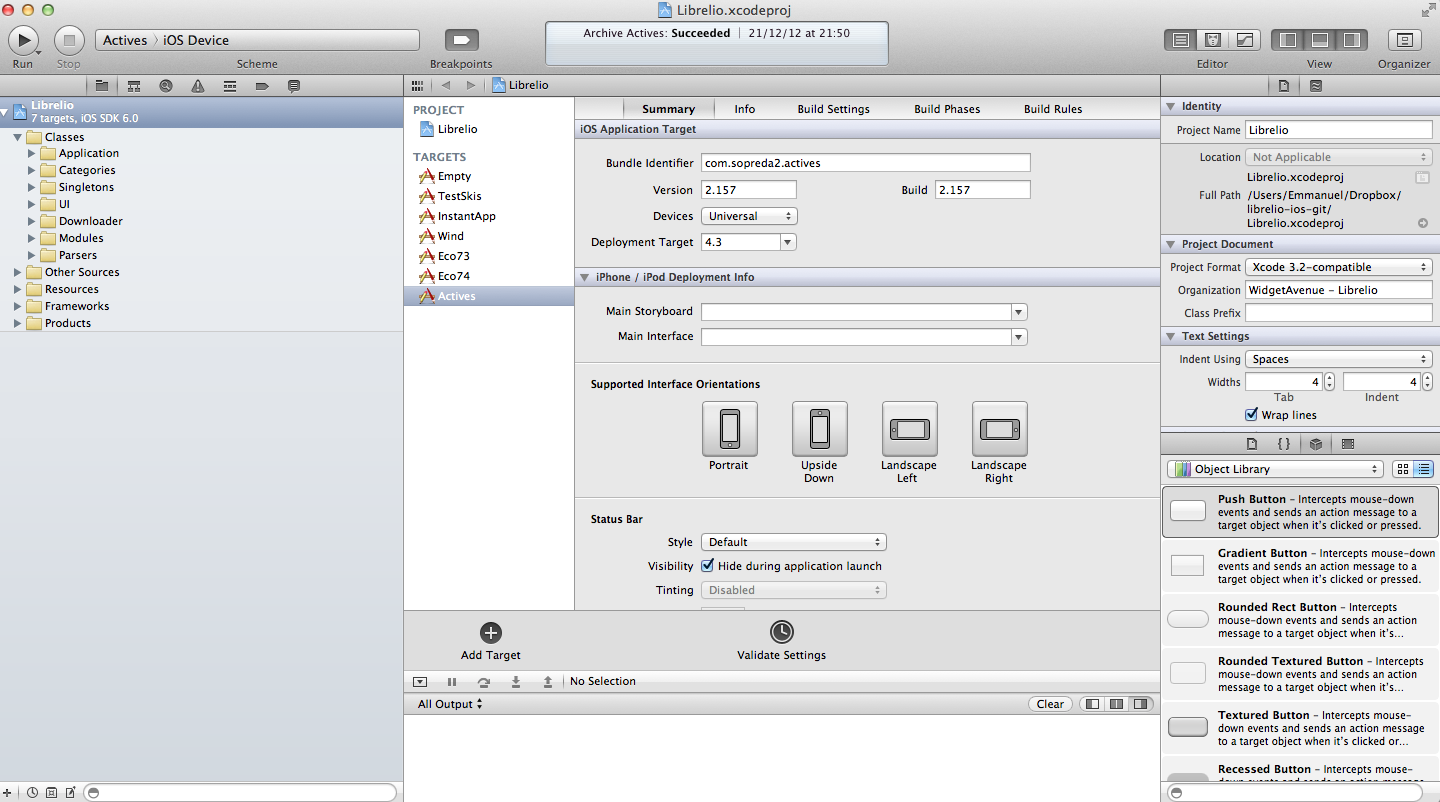 Librelio.xcodeproj
Run
Stop
Actives 〉 iOS Device
Scheme
Breakpoints
Archive Actives: Succeeded | 21/12/12 at 21:50
Editor
View
Organizer
Librelio
7 targets, iOS SDK 6.0
Classes
Application
Categories
Singletons
UI
Downloader
Modules
Parsers
Other Sources
Resources
Frameworks
Products
Librelio
PROJECT
Librelio
TARGETS
Empty
TestSkis
InstantApp
Wind
Eco73
Eco74
Actives
Summary
Info
Build Settings
Build Phases
Build Rules
iOS Application Target
Bundle Identifier com.sopreda2.actives
Version 2.157 Build 2.157
Devices Universal
Deployment Target 4.3
iPhone / iPod Deployment Info
Main Storyboard
Main Interface
Supported Interface Orientations
Portrait
Upside
Down
Landscape
Left
Landscape
Right
Status Bar
Style Default
Visibility Hide during application launch
Tinting Disabled
Add Target
Validate Settings
No Selection
All Output
Clear
Identity
Project Name Librelio
Location Not Applicable
Librelio.xcodeproj
Full Path /Users/Emmanuel/Dropbox/
librelio-ios-git/
Librelio.xcodeproj
Project Document
Project Format Xcode 3.2-compatible
Organization WidgetAvenue - Librelio
Class Prefix
Text Settings
Indent Using Spaces
Widths 4 4
Tab Indent
Wrap lines
{ }
Object Library
Push Button - Intercepts mouse-down
events and sends an action message to a
target object when it's clicked or pressed.
Gradient Button - Intercepts mouse-down
events and sends an action message to a
target object when it's clicked or pressed.
Rounded Rect Button - Intercepts
mouse-down events and sends an action
message to a target object when it's...
Rounded Textured Button - Intercepts
mouse-down events and sends an action
message to a target object when it's...
Textured Button - Intercepts mouse-
down events and sends an action message
to a target object when it's clicked or...
Recessed Button - Intercepts mouse-
down events and sends an action message